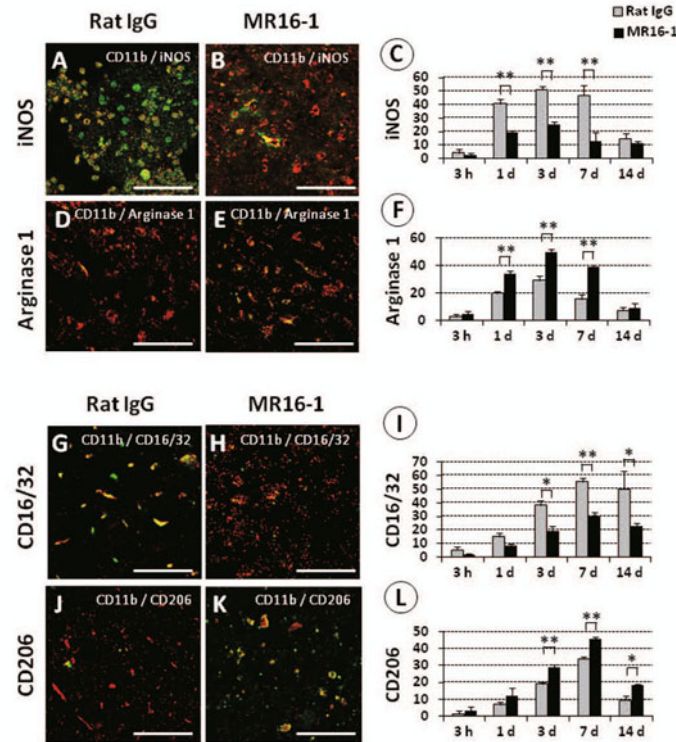 Rat IgG
MR16-1
Rat IgG
MR16-1
iNOS
A
CD11b / iNOS
B
CD11b / iNOS
C
iNOS
60
50
40
30
20
10
0
**
**
**
3 h
1 d
3 d
7 d
14 d
Arginase 1
D
CD11b / Arginase 1
E
CD11b / Arginase 1
F
Arginase 1
60
40
20
0
**
**
**
3 h
1 d
3 d
7 d
14 d
Rat IgG
MR16-1
CD16/32
G
CD11b / CD16/32
H
CD11b / CD16/32
I
CD16/32
70
60
50
40
30
20
10
0
*
**
*
3 h
1 d
3 d
7 d
14 d
CD206
J
CD11b / CD206
K
CD11b / CD206
L
CD206
50
40
30
20
10
0
**
**
*
3 h
1 d
3 d
7 d
14 d